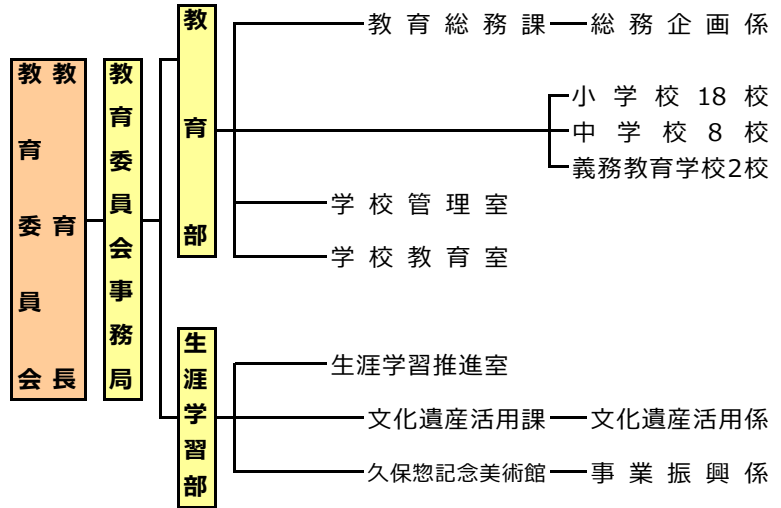 教育委員会
教育長
教育委員会事務局
教育部
教育総務課
総務企画係
小学校 18 校
中学校 8 校
義務教育学校2校
学校管理室
学校教育室
生涯学習部
生涯学習推進室
文化遺産活用課
文化遺産活用係
久保惣記念美術館
事業振興係